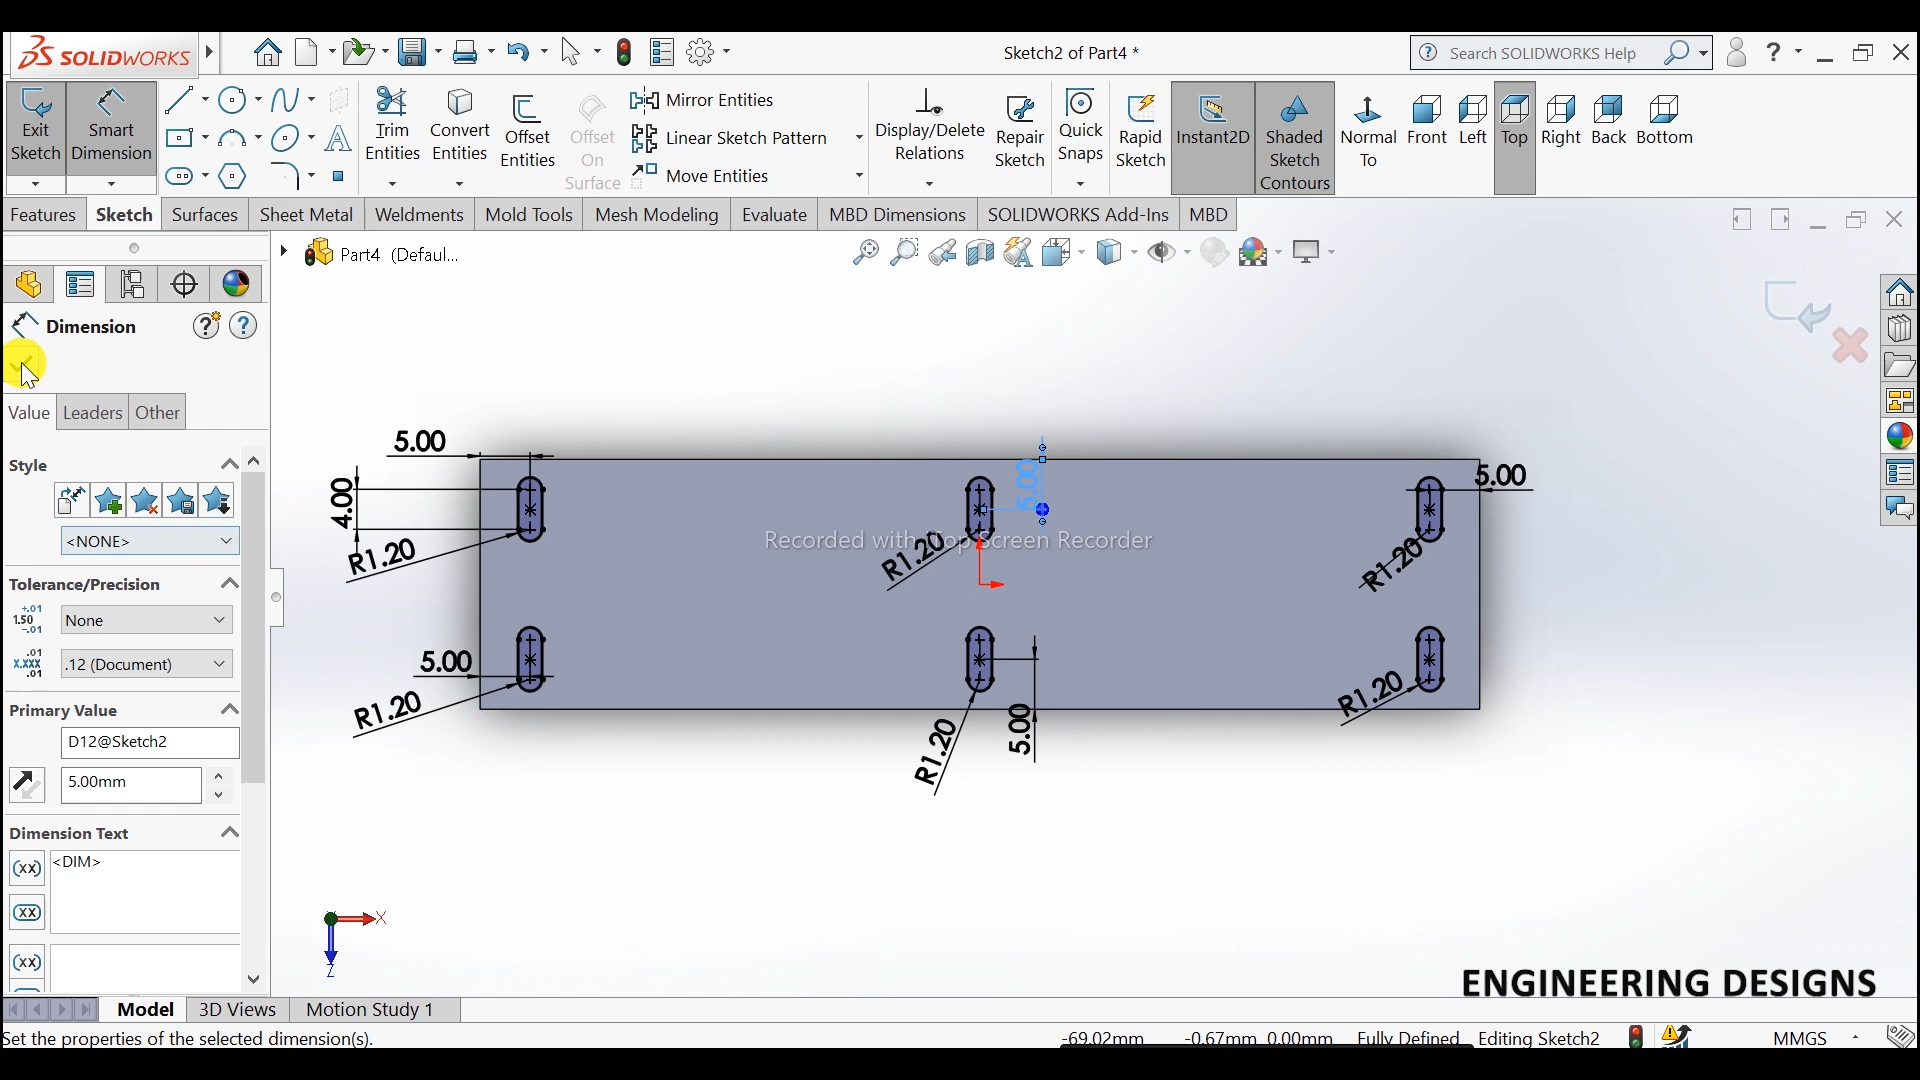 SOLIDWORKS
Sketch2 of Part4 *
Search SOLIDWORKS Help
Exit Sketch
Smart Dimension
Trim Entities
Convert Entities
Offset Entities
Offset On Surface
Mirror Entities
Linear Sketch Pattern
Move Entities
Display/Delete Relations
Repair Sketch
Quick Snaps
Rapid Sketch
Instant2D
Shaded Sketch Contours
Normal To
Front
Left
Top
Right
Back
Bottom
Features
Sketch
Surfaces
Sheet Metal
Weldments
Mold Tools
Mesh Modeling
Evaluate
MBD Dimensions
SOLIDWORKS Add-Ins
MBD
Part4 (Defaul...
Dimension
Value
Leaders
Other
Style
<NONE>
Tolerance/Precision
None
.12 (Document)
Primary Value
D12@Sketch2
5.00mm
Dimension Text
<DIM>
5.00
4.00
R1.20
5.00
R1.20
5.00
R1.20
R1.20
5.00
5.00
R1.20
R1.20
Recorded with Screen Recorder
X
Z
ENGINEERING DESIGNS
Model
3D Views
Motion Study 1
Set the properties of the selected dimension(s).
-69.02mm
-0.67mm
0.00mm
Fully Defined
Editing Sketch2
MMGS